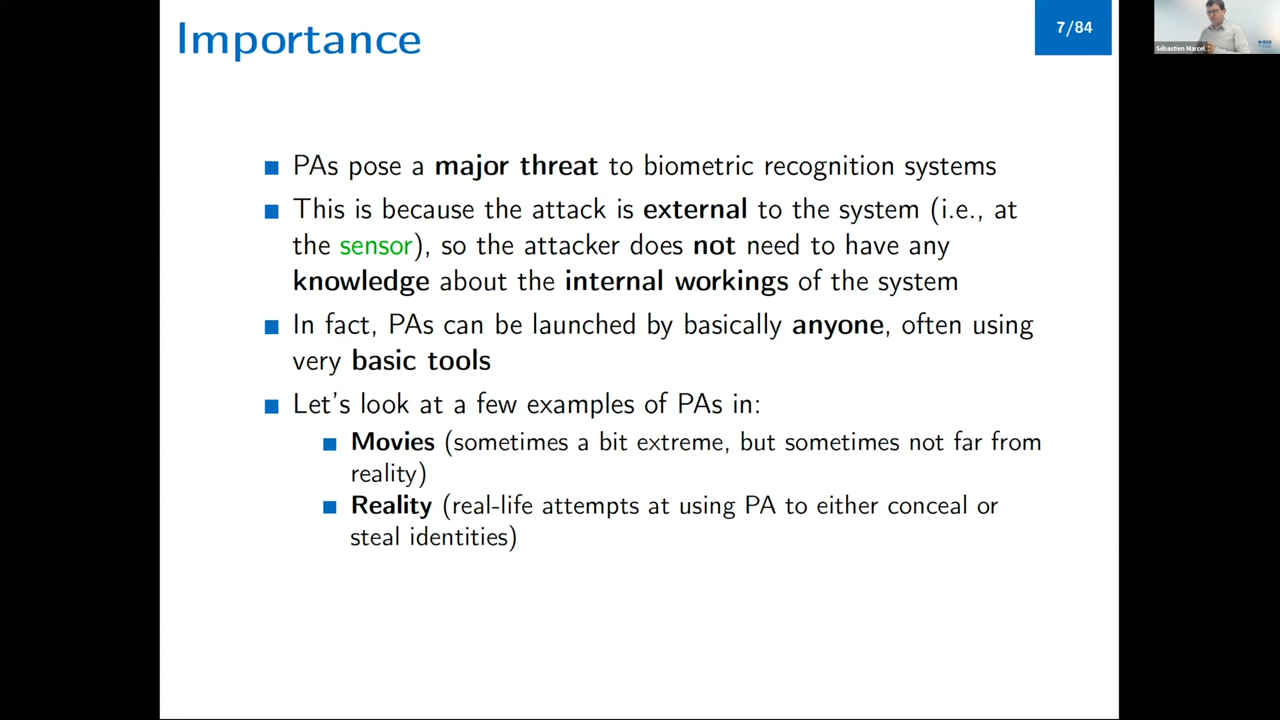 Importance
7/84
Sébastien Marcel
IEEE
PAs pose a major threat to biometric recognition systems
This is because the attack is external to the system (i.e., at
the sensor), so the attacker does not need to have any
knowledge about the internal workings of the system
In fact, PAs can be launched by basically anyone, often using
very basic tools
Let's look at a few examples of PAs in:
Movies (sometimes a bit extreme, but sometimes not far from
reality)
Reality (real-life attempts at using PA to either conceal or
steal identities)